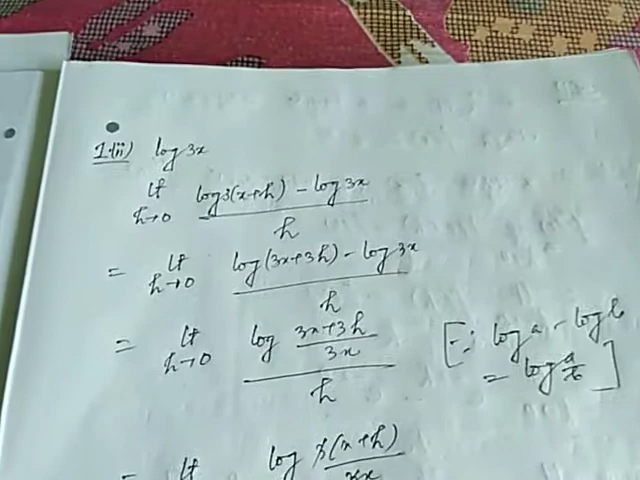 1.(ii) log 3x
lt h→0 (log 3(x+h) - log 3x) / h
= lt h→0 (log (3x+3h) - log 3x) / h
= lt h→0 (log (3x+3h)/3x) / h [∵ log a - log b = log a/b]
= lt log 3(x+h) /